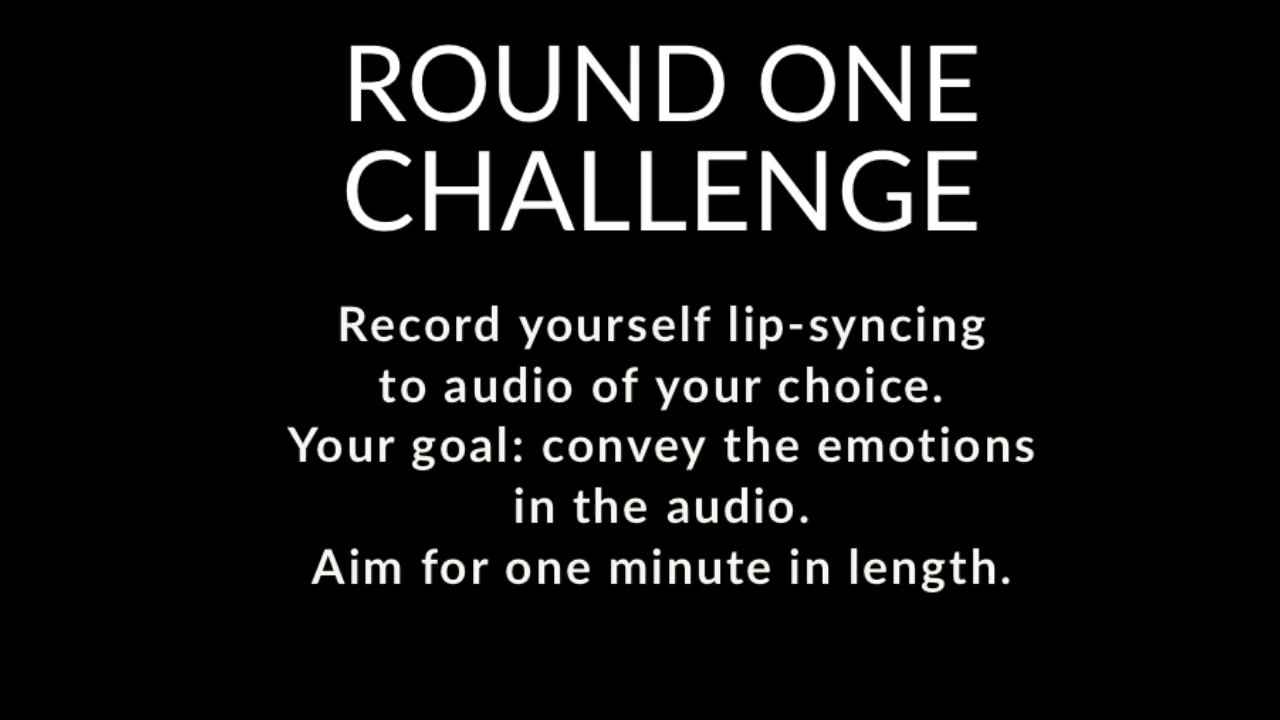 ROUND ONE
CHALLENGE
Record yourself lip-syncing
to audio of your choice.
Your goal: convey the emotions
in the audio.
Aim for one minute in length.